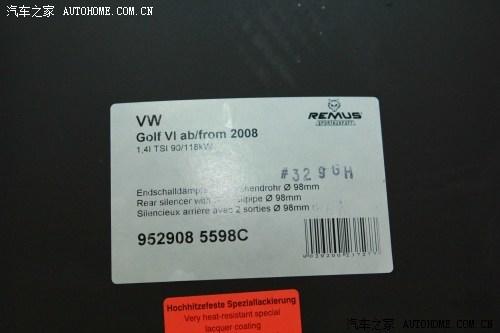 汽车之家 AUTOHOME.COM.CN
VW
Golf VI ab/from 2008
1,4l TSI 90/118kW
REMUS
#329GH
Rear silencer with Ø 98mm
Silencieux arrière avec 2 sorties Ø 98mm
952908 5598C
Hochhitzefeste Speziallackierung
Very heat-resistant special
lacquer coating
汽车之家 AUTOHOME.COM.CN